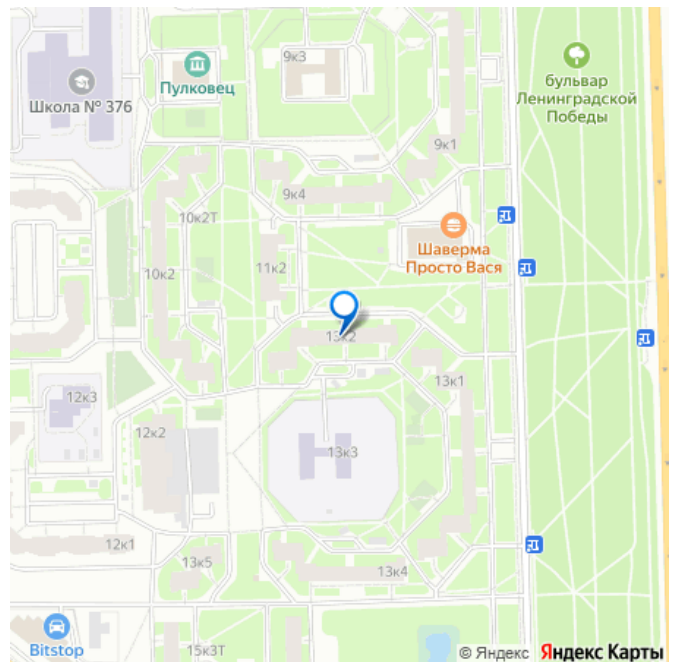 9к3
бульвар
Ленинградской
Победы
Пулковец
Школа № 376
9к1
9к4
10к2Т
Шаверма
Просто Вася
11к2
10к2
13к2
13к1
12к3
12к2
13к3
12к1
13к5
13к4
Bitstop
15к3Т
© Яндекс Яндекс Карты